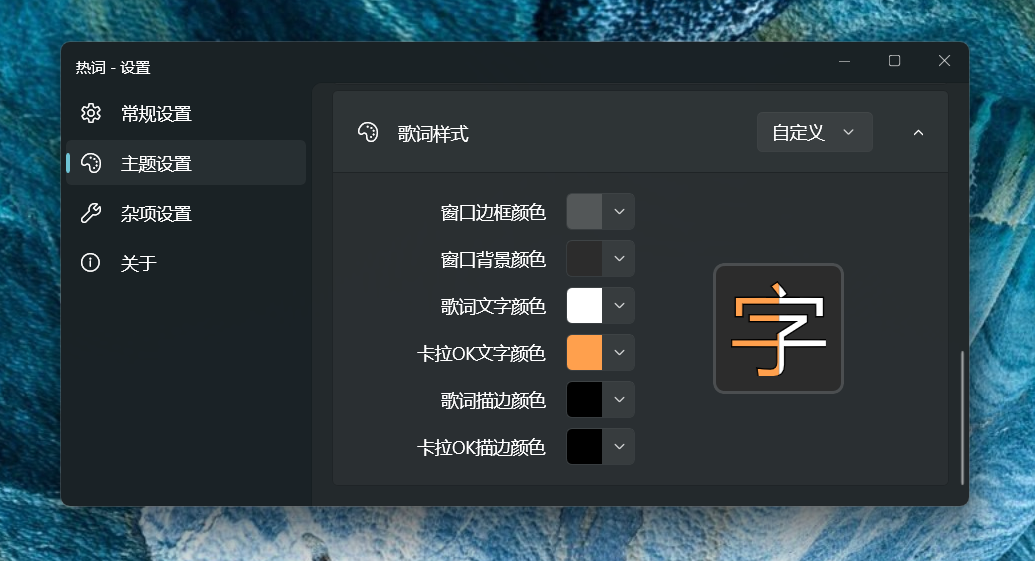 热词 - 设置
常规设置
主题设置
杂项设置
关于
歌词样式
自定义
窗口边框颜色
窗口背景颜色
歌词文字颜色
卡拉OK文字颜色
歌词描边颜色
卡拉OK描边颜色
字